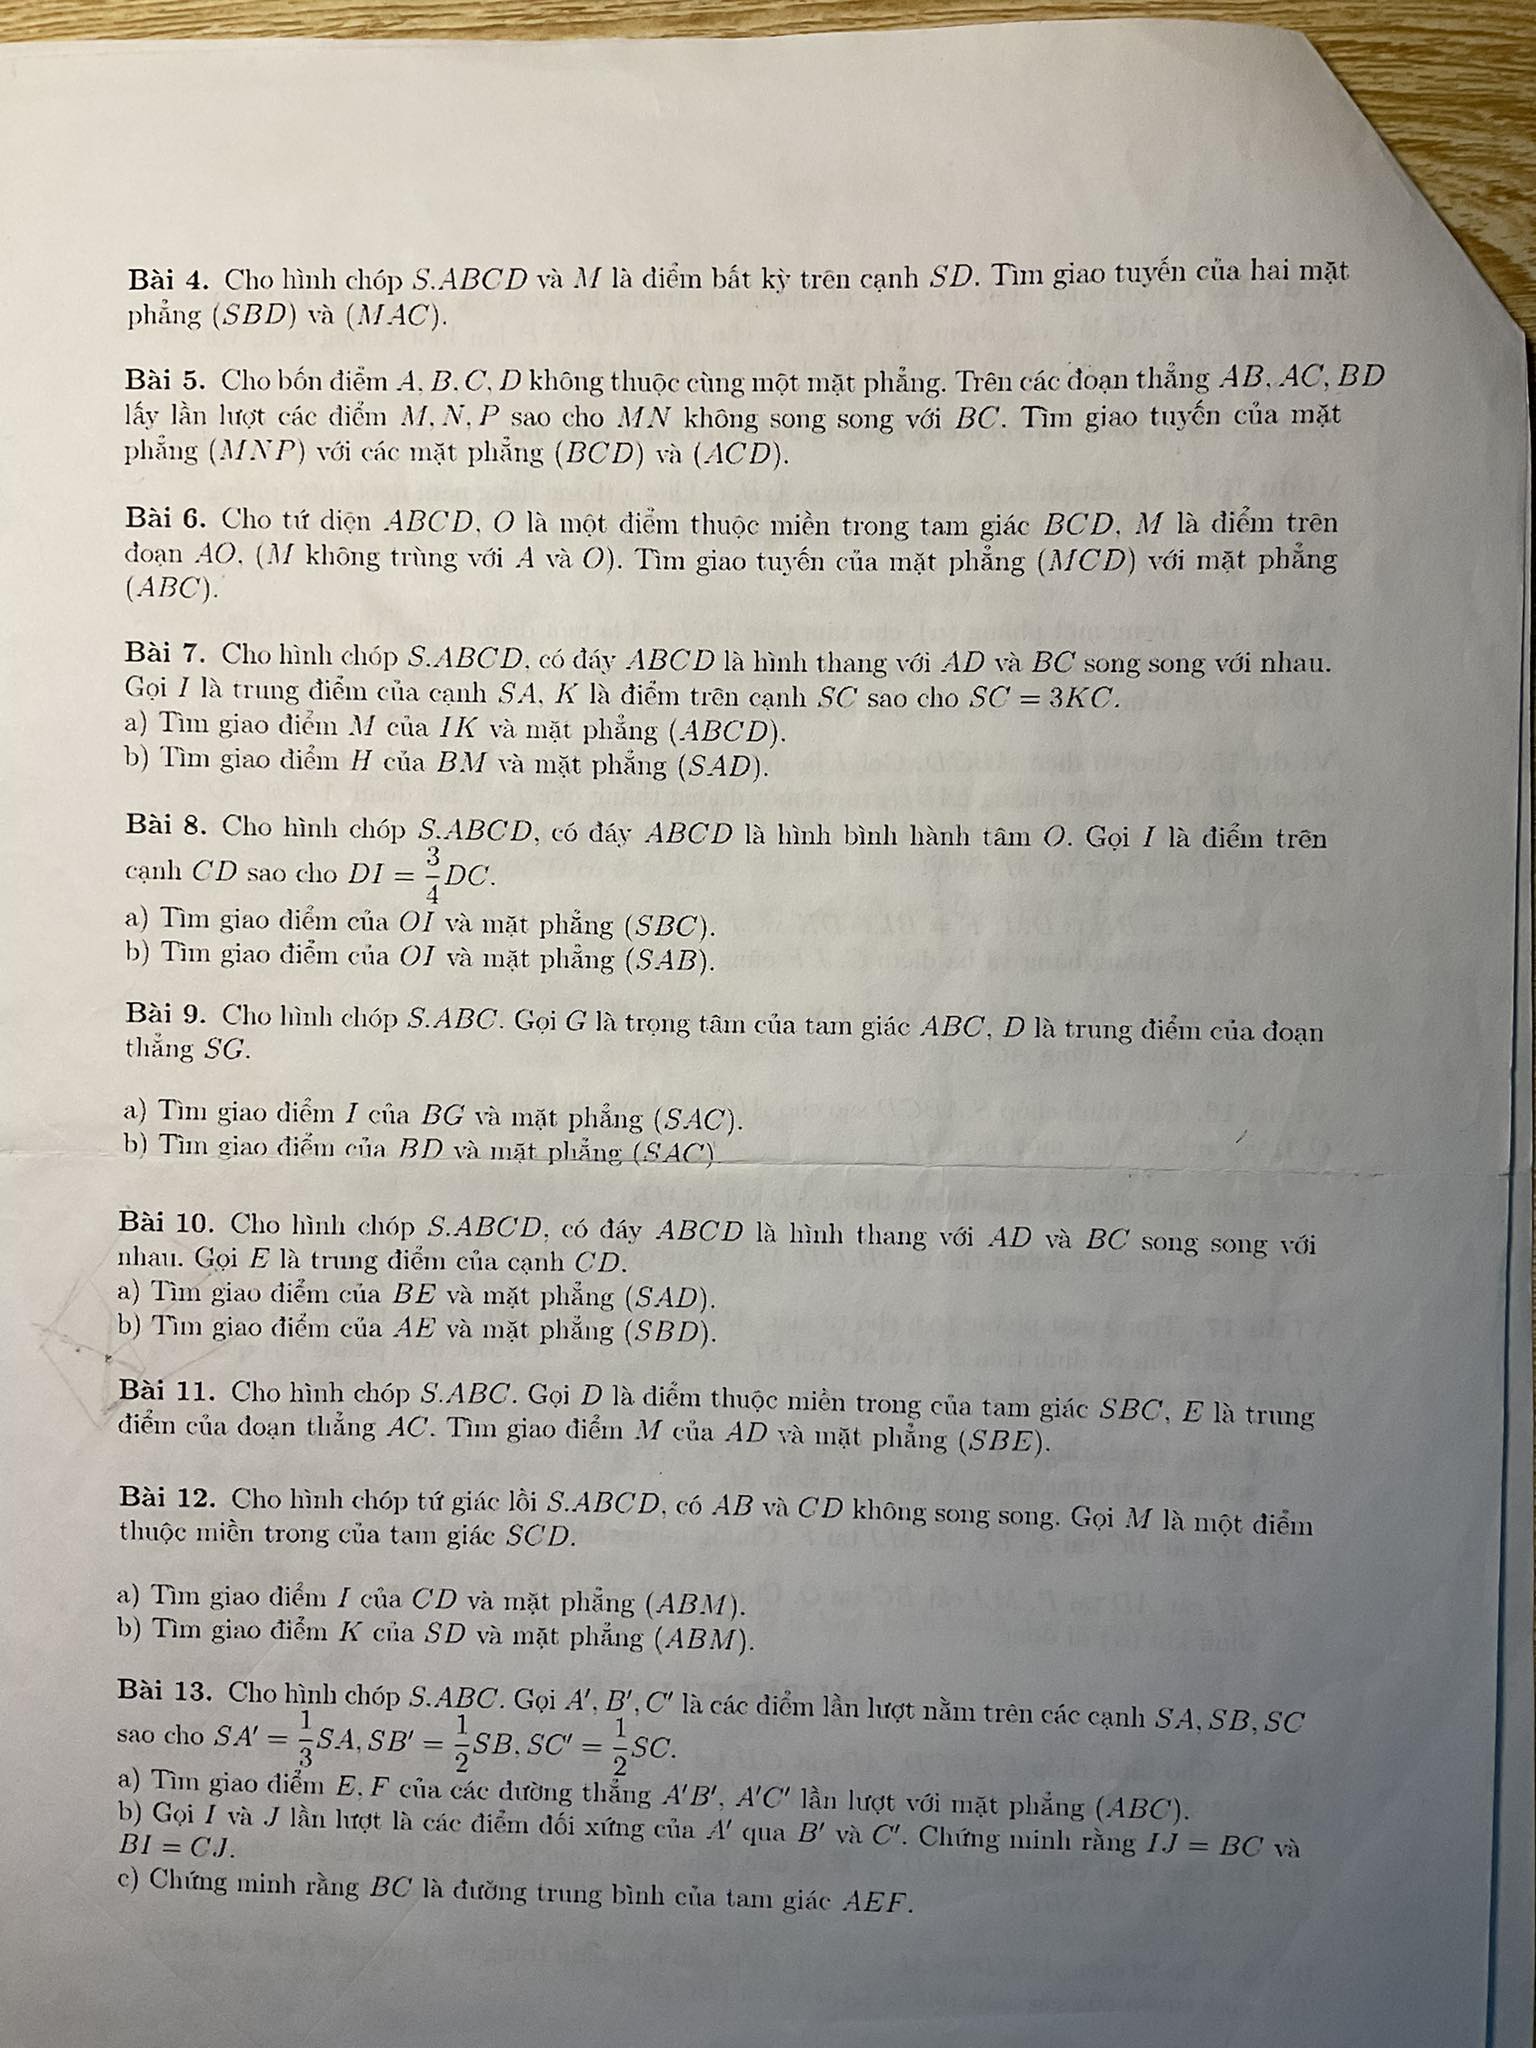 Bài 4. Cho hình chóp S.ABCD và M là điểm bất kỳ trên cạnh SD. Tìm giao tuyến của hai mặt
phẳng (SBD) và (MAC).
Bài 5. Cho bốn điểm A, B, C, D không thuộc cùng một mặt phẳng. Trên các đoạn thẳng AB, AC, BD
lấy lần lượt các điểm M, N, P sao cho MN không song song với BC. Tìm giao tuyến của mặt
phẳng (MNP) với các mặt phẳng (BCD) và (ACD).
Bài 6. Cho tứ diện ABCD, O là một điểm thuộc miền trong tam giác BCD, M là điểm trên
đoạn AO, (M không trùng với A và O). Tìm giao tuyến của mặt phẳng (MCD) với mặt phẳng
(ABC).
Bài 7. Cho hình chóp S.ABCD, có đáy ABCD là hình thang với AD và BC song song với nhau.
Gọi I là trung điểm của cạnh SA, K là điểm trên cạnh SC sao cho SC = 3KC.
a) Tìm giao điểm M của IK và mặt phẳng (ABCD).
b) Tìm giao điểm H của BM và mặt phẳng (SAD).
Bài 8. Cho hình chóp S.ABCD, có đáy ABCD là hình bình hành tâm O. Gọi I là điểm trên
cạnh CD sao cho DI = 3/4 DC.
a) Tìm giao điểm của OI và mặt phẳng (SBC).
b) Tìm giao điểm của OI và mặt phẳng (SAB).
Bài 9. Cho hình chóp S.ABC. Gọi G là trọng tâm của tam giác ABC, D là trung điểm của đoạn
thẳng SG.
a) Tìm giao điểm I của BG và mặt phẳng (SAC).
b) Tìm giao điểm của BD và mặt phẳng (SAC)
Bài 10. Cho hình chóp S.ABCD, có đáy ABCD là hình thang với AD và BC song song với
nhau. Gọi E là trung điểm của cạnh CD.
a) Tìm giao điểm của BE và mặt phẳng (SAD).
b) Tìm giao điểm của AE và mặt phẳng (SBD).
Bài 11. Cho hình chóp S.ABC. Gọi D là điểm thuộc miền trong của tam giác SBC, E là trung
điểm của đoạn thẳng AC. Tìm giao điểm M của AD và mặt phẳng (SBE).
Bài 12. Cho hình chóp tứ giác lồi S.ABCD, có AB và CD không song song. Gọi M là một điểm
thuộc miền trong của tam giác SCD.
a) Tìm giao điểm I của CD và mặt phẳng (ABM).
b) Tìm giao điểm K của SD và mặt phẳng (ABM).
Bài 13. Cho hình chóp S.ABC. Gọi A′, B′, C′ là các điểm lần lượt nằm trên các cạnh SA, SB, SC
sao cho SA′ = 1/3 SA, SB′ = 1/2 SB, SC′ = 1/2 SC.
a) Tìm giao điểm E, F của các đường thẳng A′B′, A′C′ lần lượt với mặt phẳng (ABC).
b) Gọi I và J lần lượt là các điểm đối xứng của A′ qua B′ và C′. Chứng minh rằng IJ = BC và
BI = CJ.
c) Chứng minh rằng BC là đường trung bình của tam giác AEF.